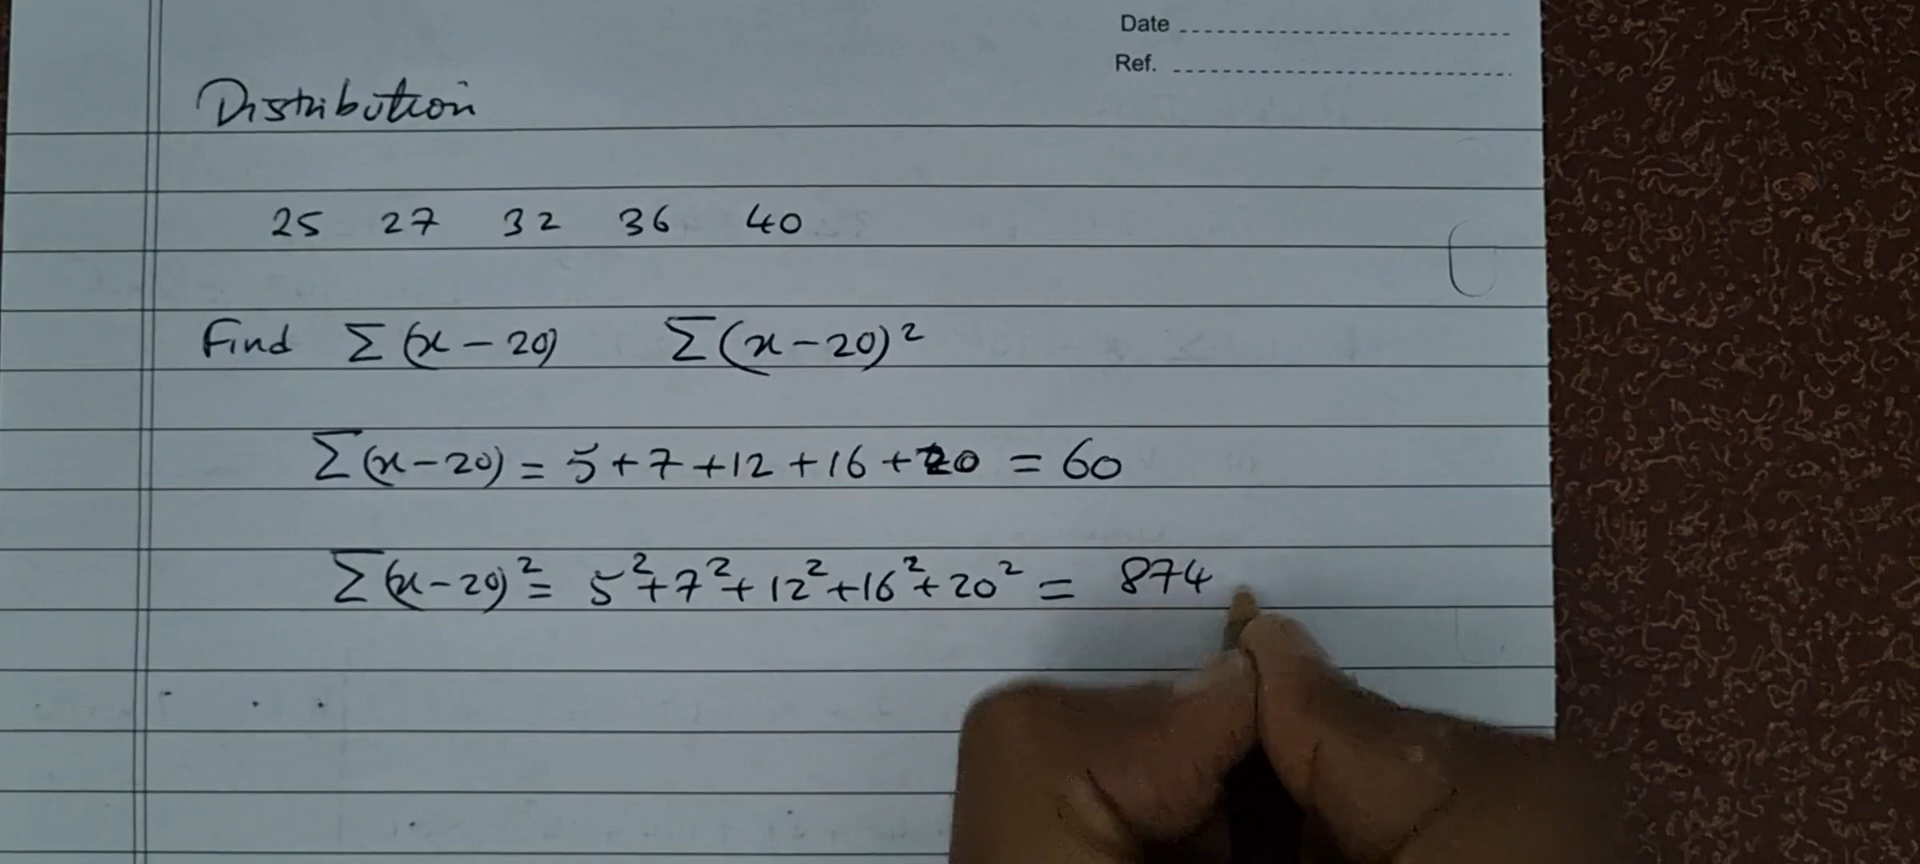 Date
Ref.
Distribution
25 27 32 36 40
Find Σ(x-20) Σ(x-20)²
Σ(x-20) = 5+7+12+16+20 = 60
Σ(x-20)² = 5²+7²+12²+16²+20² = 874